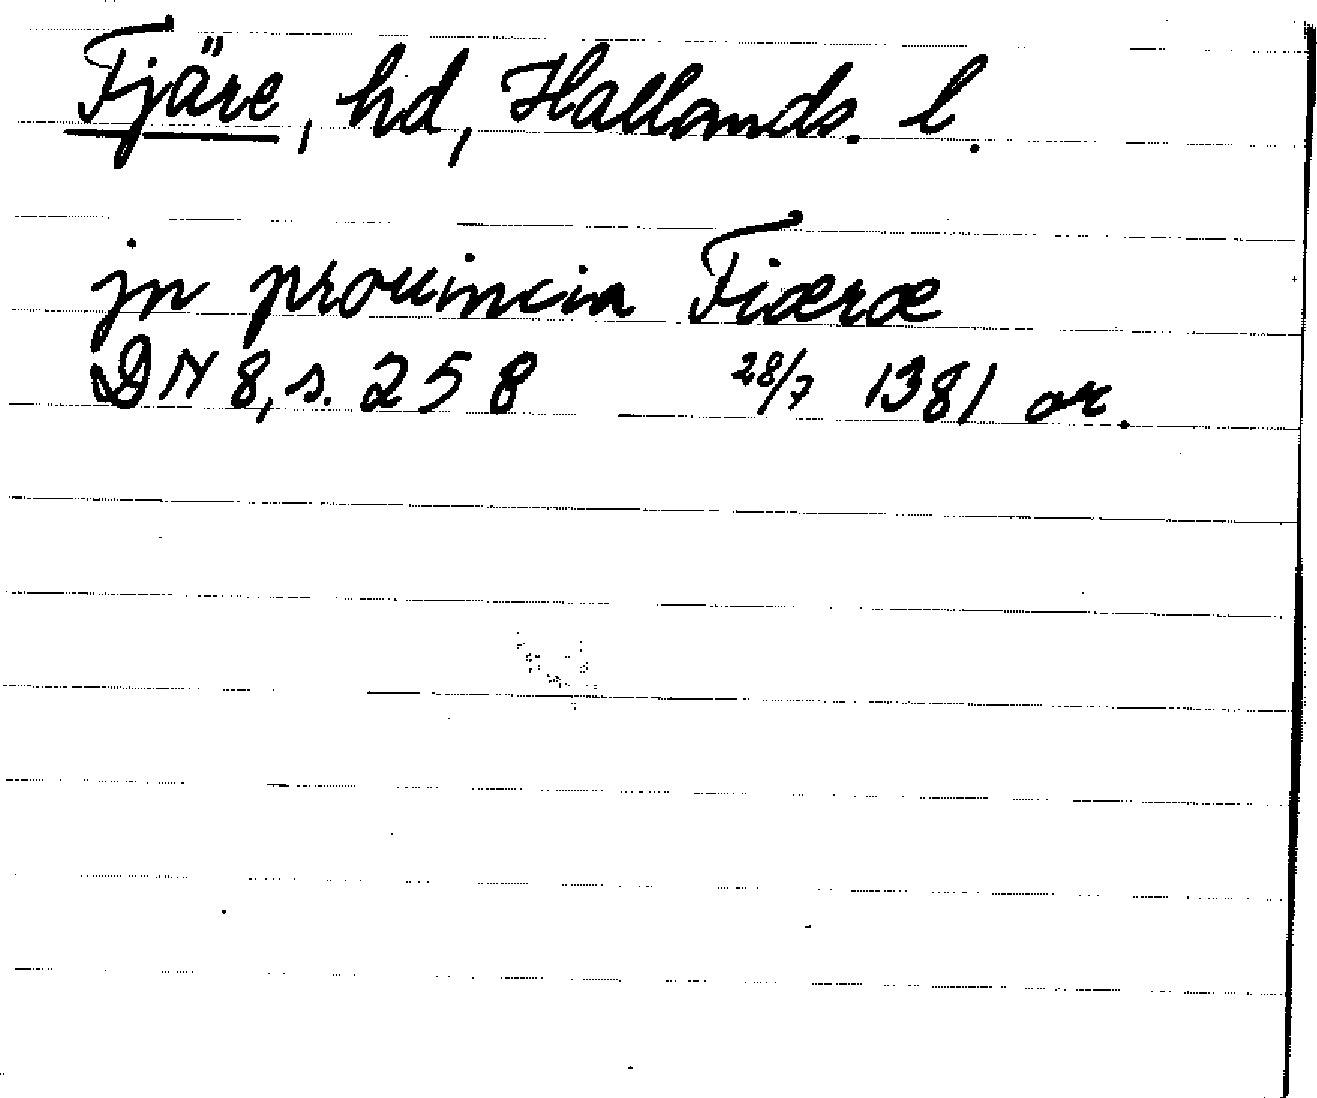 Fjäre, hd, Hallands. l.
jn prouincia Fiæræ
DN 8, s. 258 28/7 1381 or.